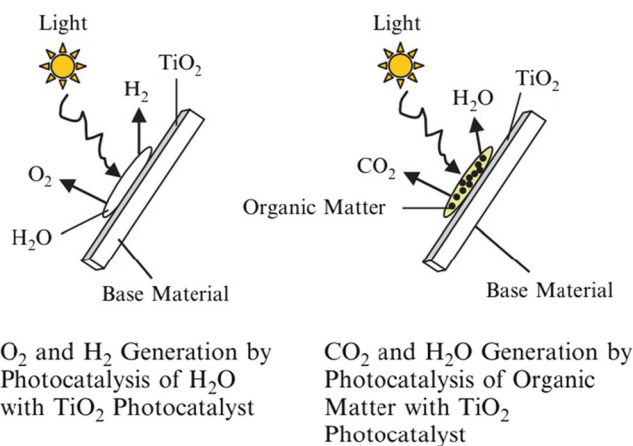 Light
TiO₂
H₂
O₂
H₂O
Base Material
O₂ and H₂ Generation by
Photocatalysis of H₂O
with TiO₂ Photocatalyst
Light
TiO₂
H₂O
CO₂
Organic Matter
Base Material
CO₂ and H₂O Generation by
Photocatalysis of Organic
Matter with TiO₂
Photocatalyst